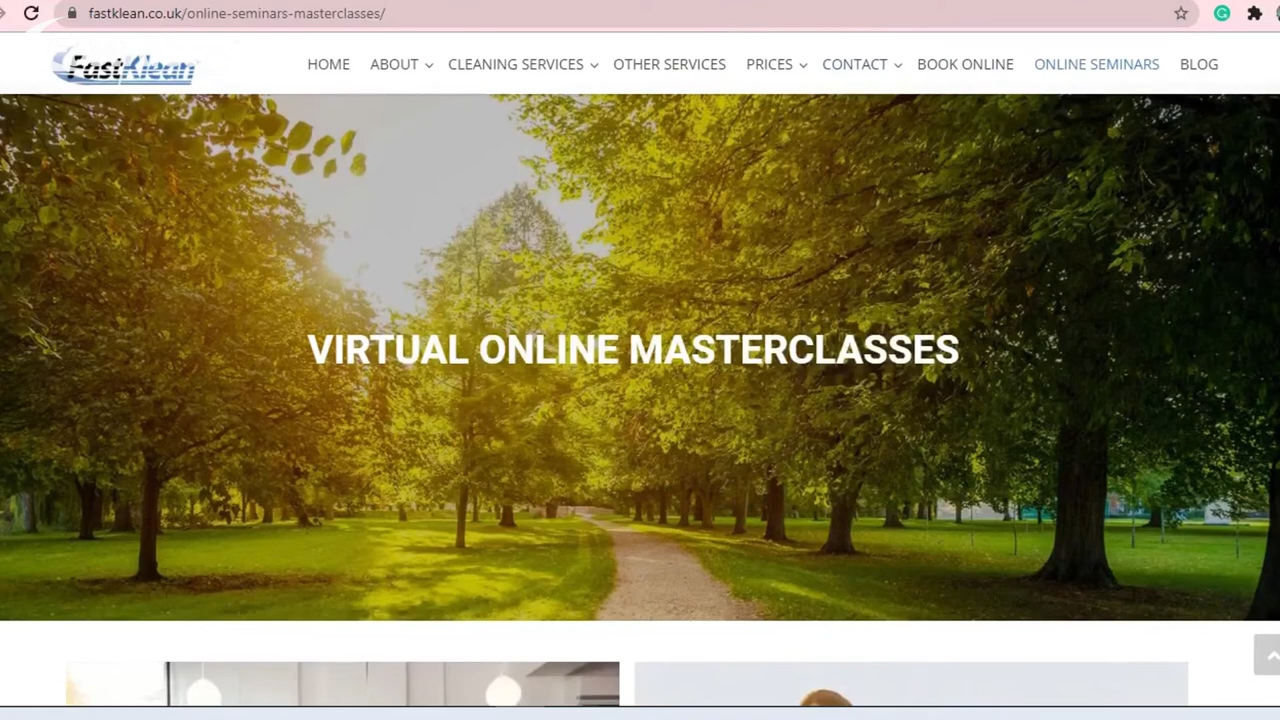 fastklean.co.uk/online-seminars-masterclasses/
FastKlean
HOME ABOUT CLEANING SERVICES OTHER SERVICES PRICES CONTACT BOOK ONLINE ONLINE SEMINARS BLOG
VIRTUAL ONLINE MASTERCLASSES